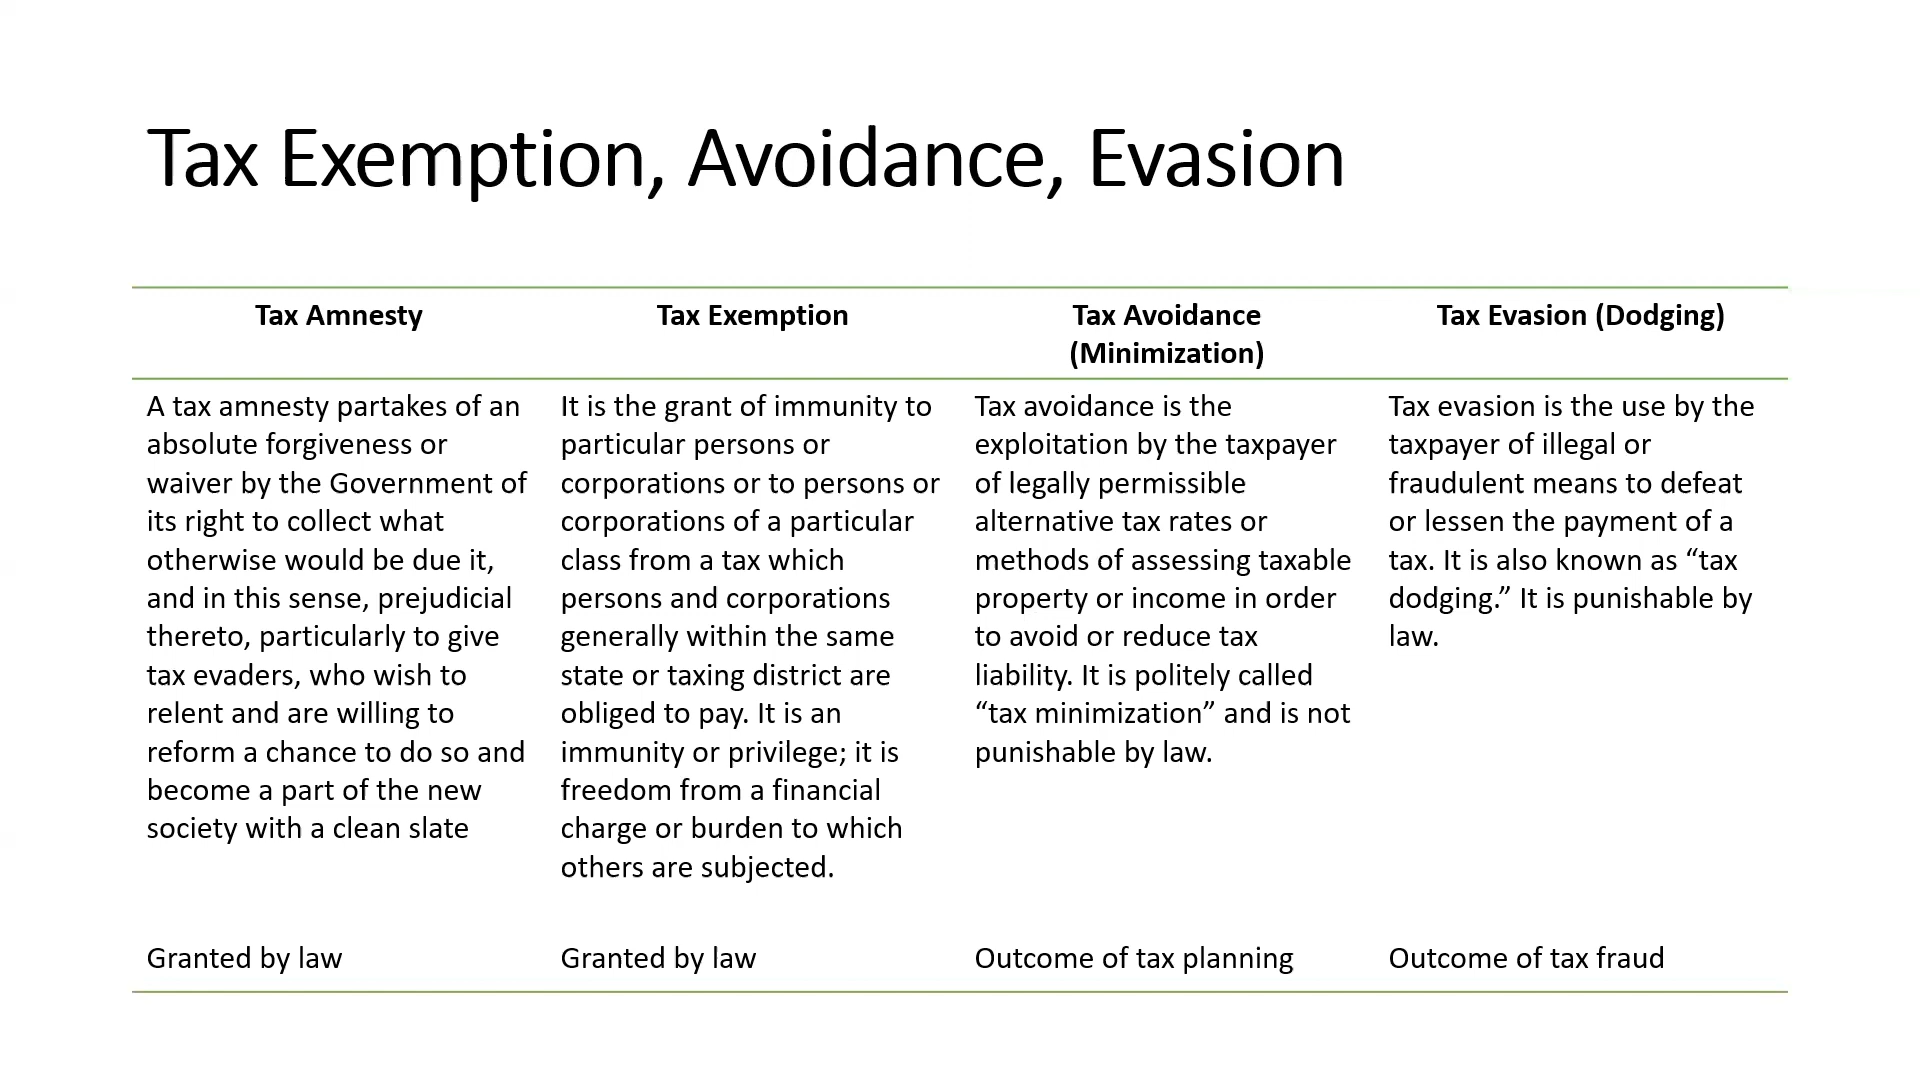 Tax Exemption, Avoidance, Evasion
Tax Amnesty
A tax amnesty partakes of an
absolute forgiveness or
waiver by the Government of
its right to collect what
otherwise would be due it,
and in this sense, prejudicial
thereto, particularly to give
tax evaders, who wish to
relent and are willing to
reform a chance to do so and
become a part of the new
society with a clean slate
Granted by law
Tax Exemption
It is the grant of immunity to
particular persons or
corporations or to persons or
corporations of a particular
class from a tax which
persons and corporations
generally within the same
state or taxing district are
obliged to pay. It is an
immunity or privilege; it is
freedom from a financial
charge or burden to which
others are subjected.
Granted by law
Tax Avoidance
(Minimization)
Tax avoidance is the
exploitation by the taxpayer
of legally permissible
alternative tax rates or
methods of assessing taxable
property or income in order
to avoid or reduce tax
liability. It is politely called
“tax minimization” and is not
punishable by law.
Outcome of tax planning
Tax Evasion (Dodging)
Tax evasion is the use by the
taxpayer of illegal or
fraudulent means to defeat
or lessen the payment of a
tax. It is also known as “tax
dodging.” It is punishable by
law.
Outcome of tax fraud